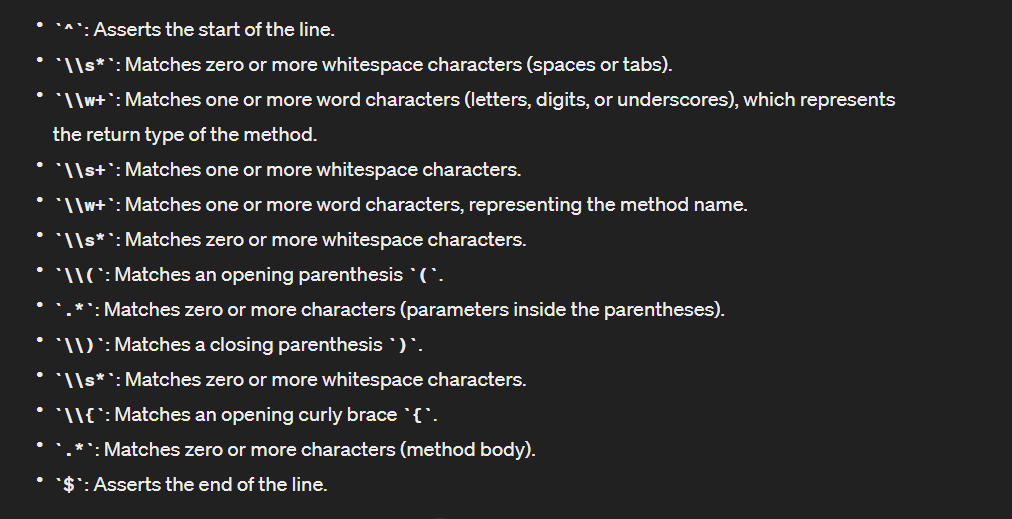 • `^`: Asserts the start of the line.
• `\\s*`: Matches zero or more whitespace characters (spaces or tabs).
• `\\w+`: Matches one or more word characters (letters, digits, or underscores), which represents
the return type of the method.
• `\\s+`: Matches one or more whitespace characters.
• `\\w+`: Matches one or more word characters, representing the method name.
• `\\s*`: Matches zero or more whitespace characters.
• `\\(`: Matches an opening parenthesis `(`.
• `.*`: Matches zero or more characters (parameters inside the parentheses).
• `\\)`: Matches a closing parenthesis `)`.
• `\\s*`: Matches zero or more whitespace characters.
• `\\{`: Matches an opening curly brace `{`.
• `.*`: Matches zero or more characters (method body).
• `$`: Asserts the end of the line.